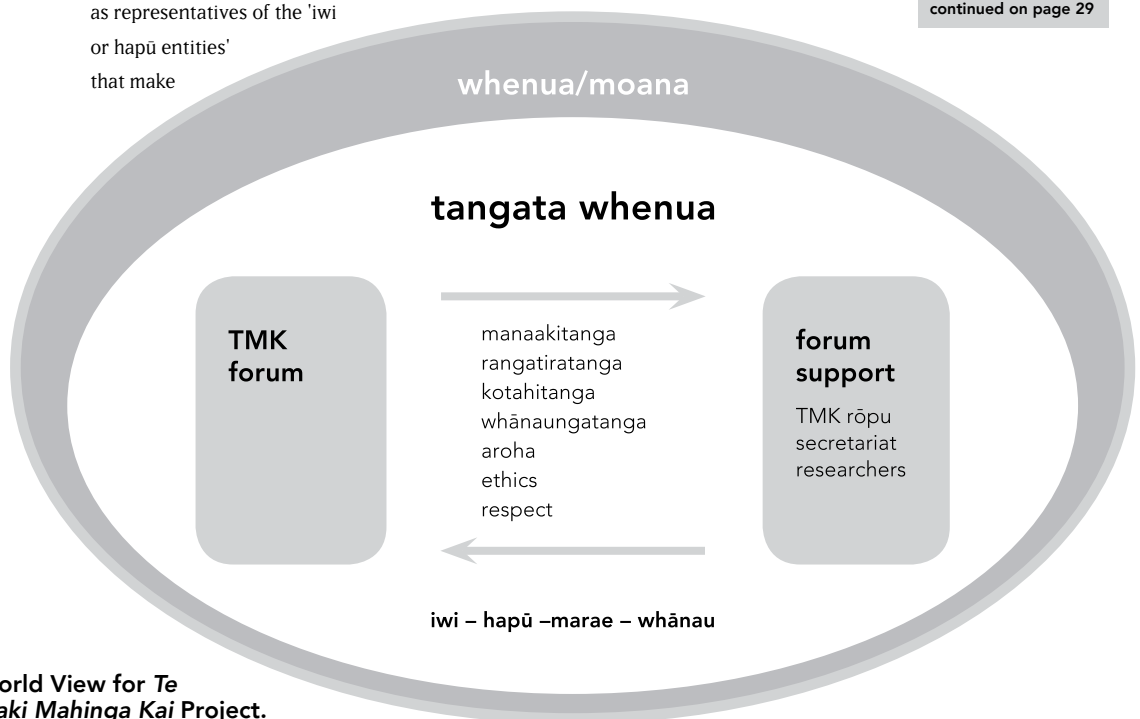 as representatives of the 'iwi
or hapū entities'
that make
continued on page 29
whenua/moana
tangata whenua
TMK
forum
manaakitanga
rangatiratanga
kotahitanga
whānaungatanga
aroha
ethics
respect
forum
support
TMK rōpu
secretariat
researchers
iwi – hapū –marae – whānau
World View for Te
aki Mahinga Kai Project.